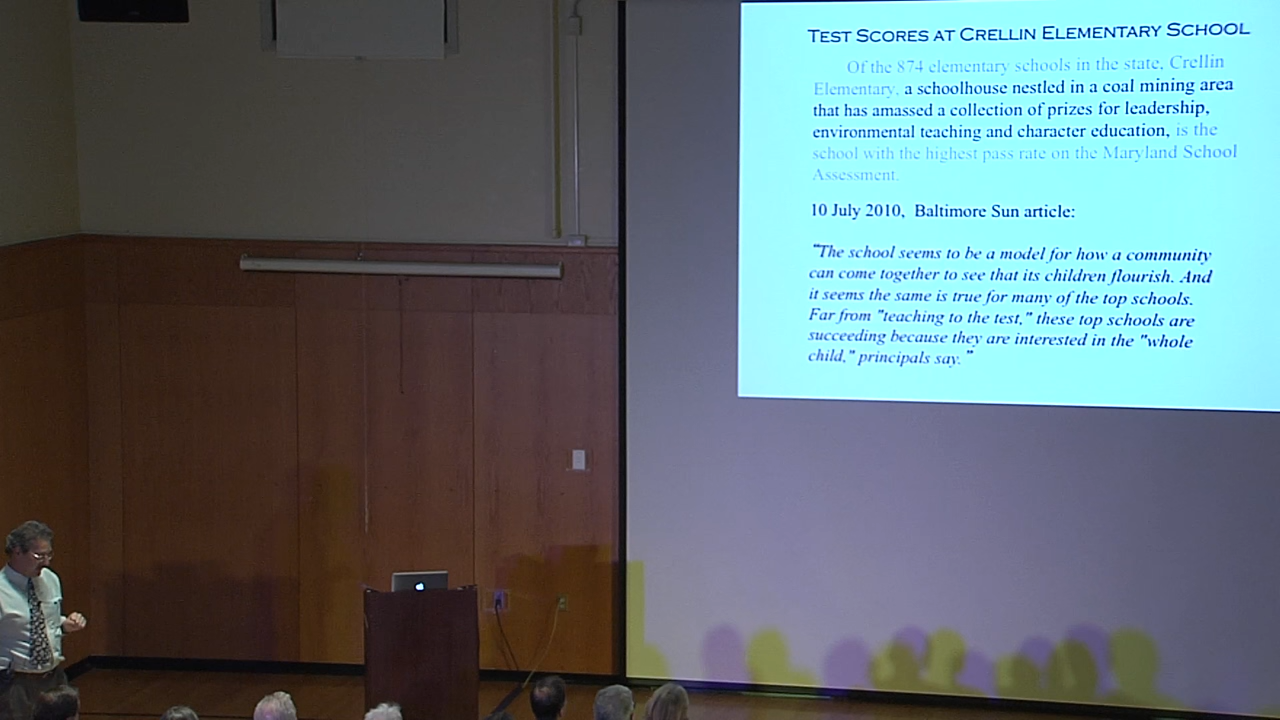 TEST SCORES AT CRELLIN ELEMENTARY SCHOOL
Of the 874 elementary schools in the state, Crellin
Elementary, a schoolhouse nestled in a coal mining area
that has amassed a collection of prizes for leadership,
environmental teaching and character education, is the
school with the highest pass rate on the Maryland School
Assessment.
10 July 2010, Baltimore Sun article:
"The school seems to be a model for how a community
can come together to see that its children flourish. And
it seems the same is true for many of the top schools.
Far from "teaching to the test," these top schools are
succeeding because they are interested in the "whole
child," principals say."